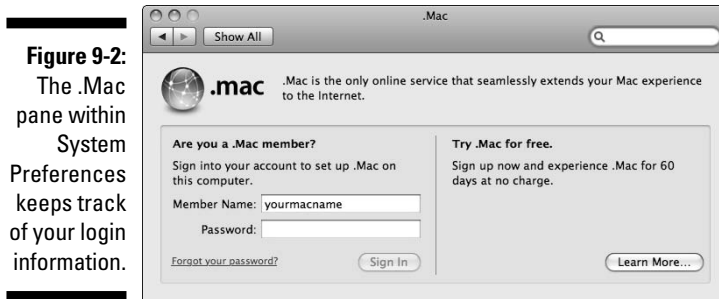 Figure 9-2:
The .Mac
pane within
System
Preferences
keeps track
of your login
information.
.Mac
Show All
.mac
.Mac is the only online service that seamlessly extends your Mac experience
to the Internet.
Are you a .Mac member?
Sign into your account to set up .Mac on
this computer.
Member Name: yourmacname
Password:
Forgot your password?
Sign In
Try .Mac for free.
Sign up now and experience .Mac for 60
days at no charge.
Learn More...